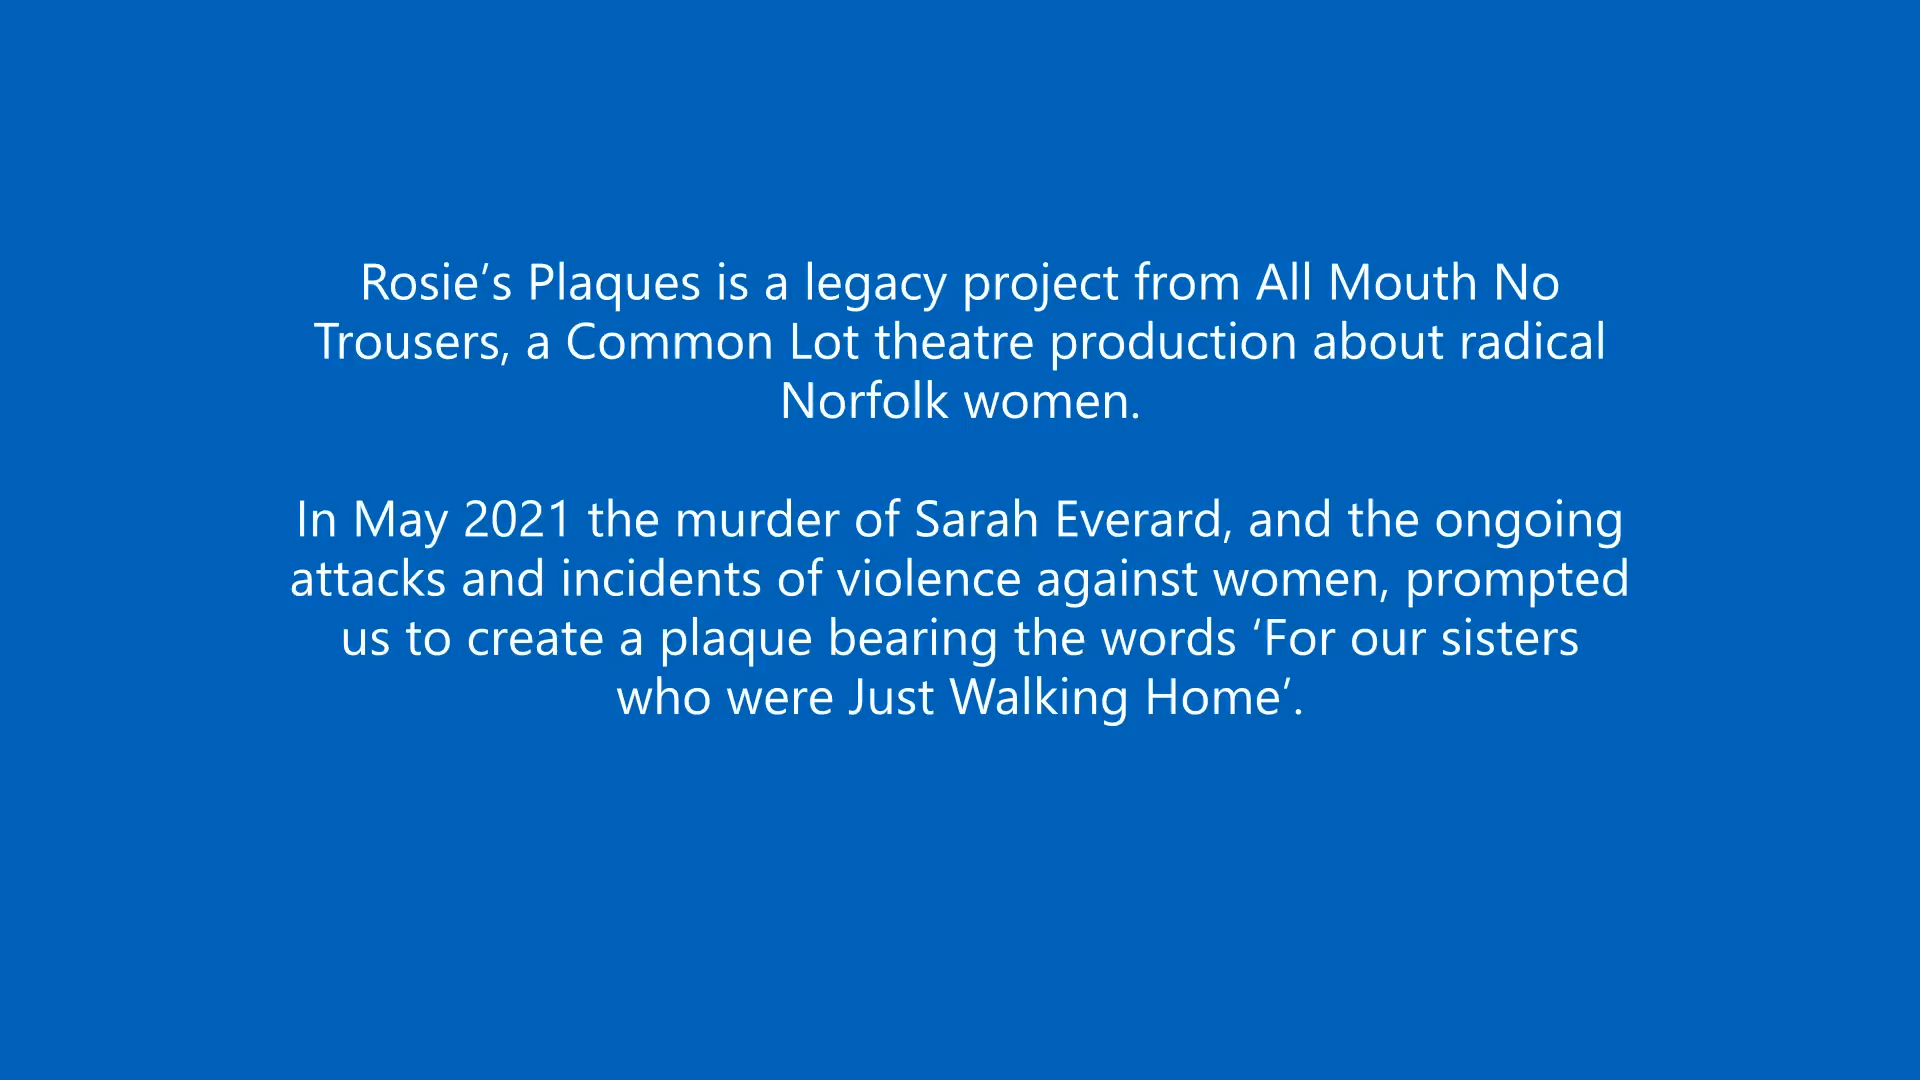 Rosie’s Plaques is a legacy project from All Mouth No
Trousers, a Common Lot theatre production about radical
Norfolk women.
In May 2021 the murder of Sarah Everard, and the ongoing
attacks and incidents of violence against women, prompted
us to create a plaque bearing the words ‘For our sisters
who were Just Walking Home’.